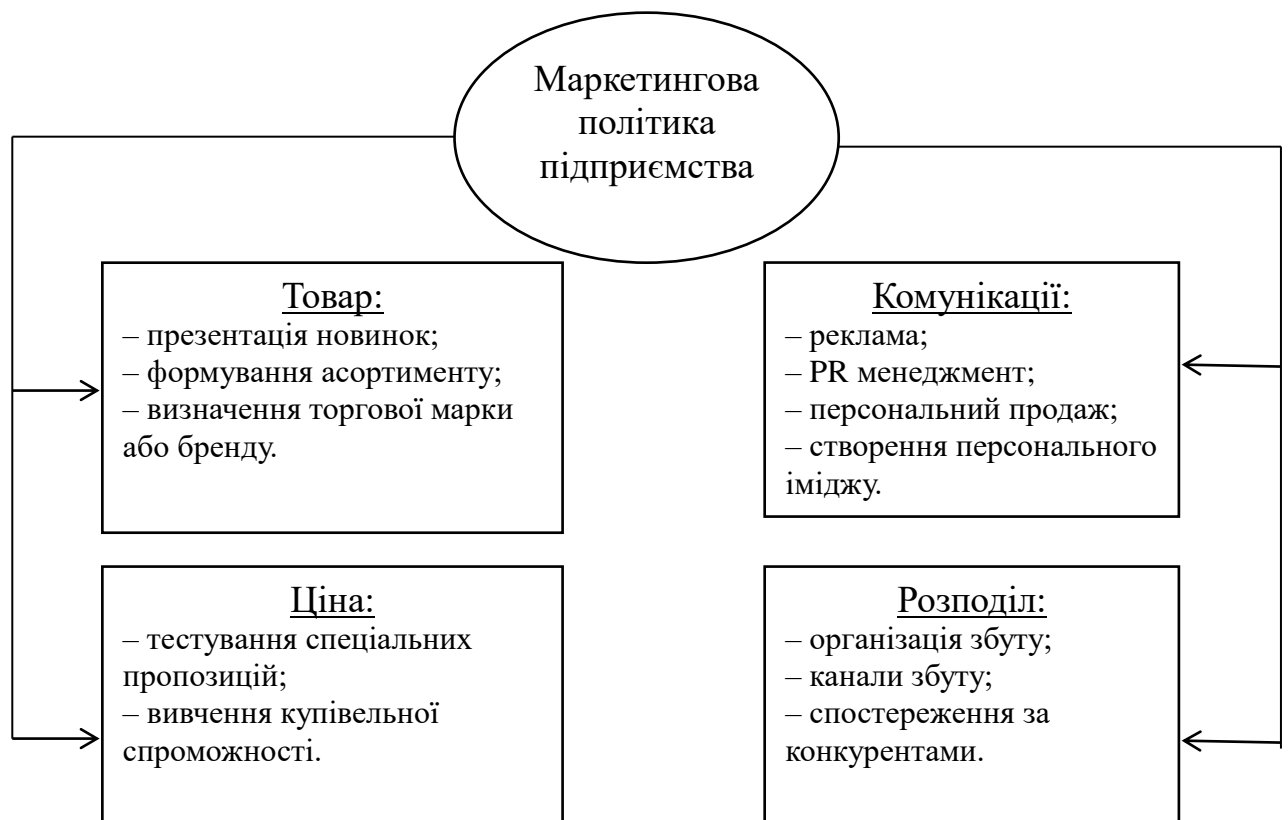 Маркетингова
політика
підприємства
Товар:
– презентація новинок;
– формування асортименту;
– визначення торгової марки
або бренду.
Комунікації:
– реклама;
– PR менеджмент;
– персональний продаж;
– створення персонального
іміджу.
Ціна:
– тестування спеціальних
пропозицій;
– вивчення купівельної
спроможності.
Розподіл:
– організація збуту;
– канали збуту;
– спостереження за
конкурентами.